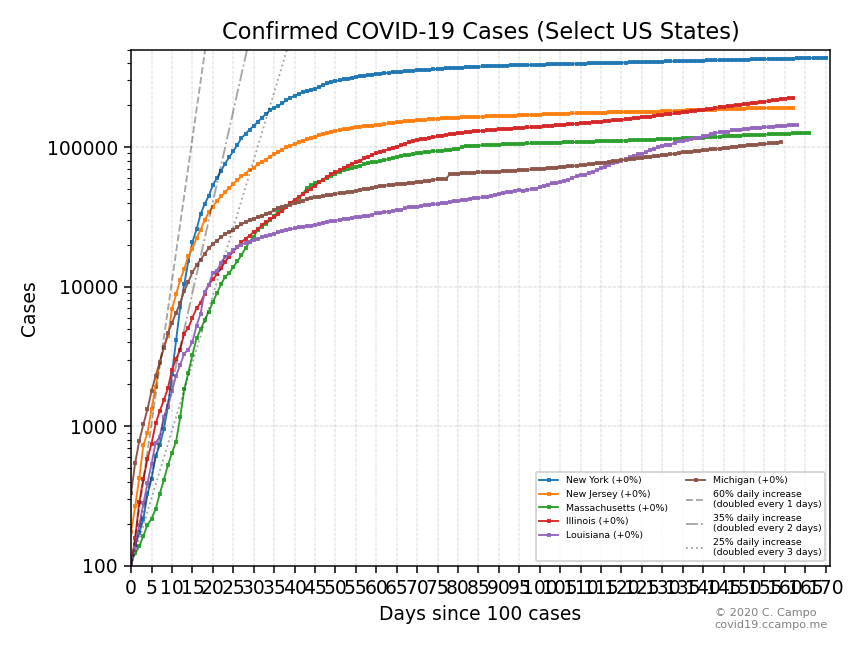 Confirmed COVID-19 Cases (Select US States)
Cases
100000
10000
1000
100
New York (+0%)
New Jersey (+0%)
Massachusetts (+0%)
Illinois (+0%)
Louisiana (+0%)
Michigan (+0%)
60% daily increase
(doubled every 1 days)
35% daily increase
(doubled every 2 days)
25% daily increase
(doubled every 3 days)
0 5 10 15 20 25 30 35 40 45 50 55 60 65 70 75 80 85 90 95 100 105 110 115 120 125 130 135 140 145 150 155 160 165 170
Days since 100 cases
© 2020 C. Campo
covid19.ccampo.me